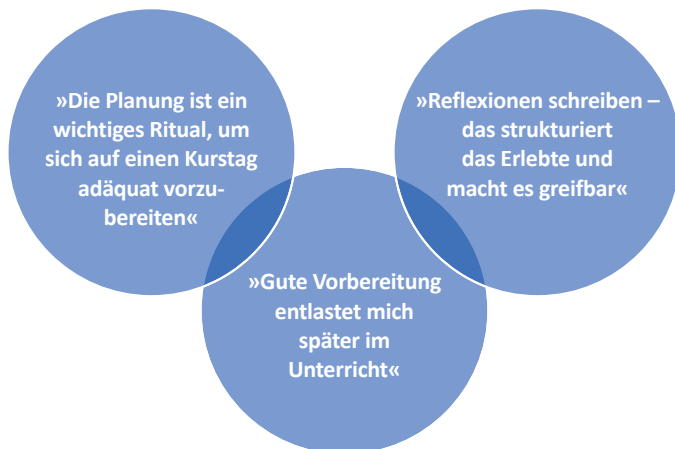 »Die Planung ist ein
wichtiges Ritual, um
sich auf einen Kurstag
adäquat vorzu-
bereiten«
»Reflexionen schreiben –
das strukturiert
das Erlebte und
macht es greifbar«
»Gute Vorbereitung
entlastet mich
später im
Unterricht«